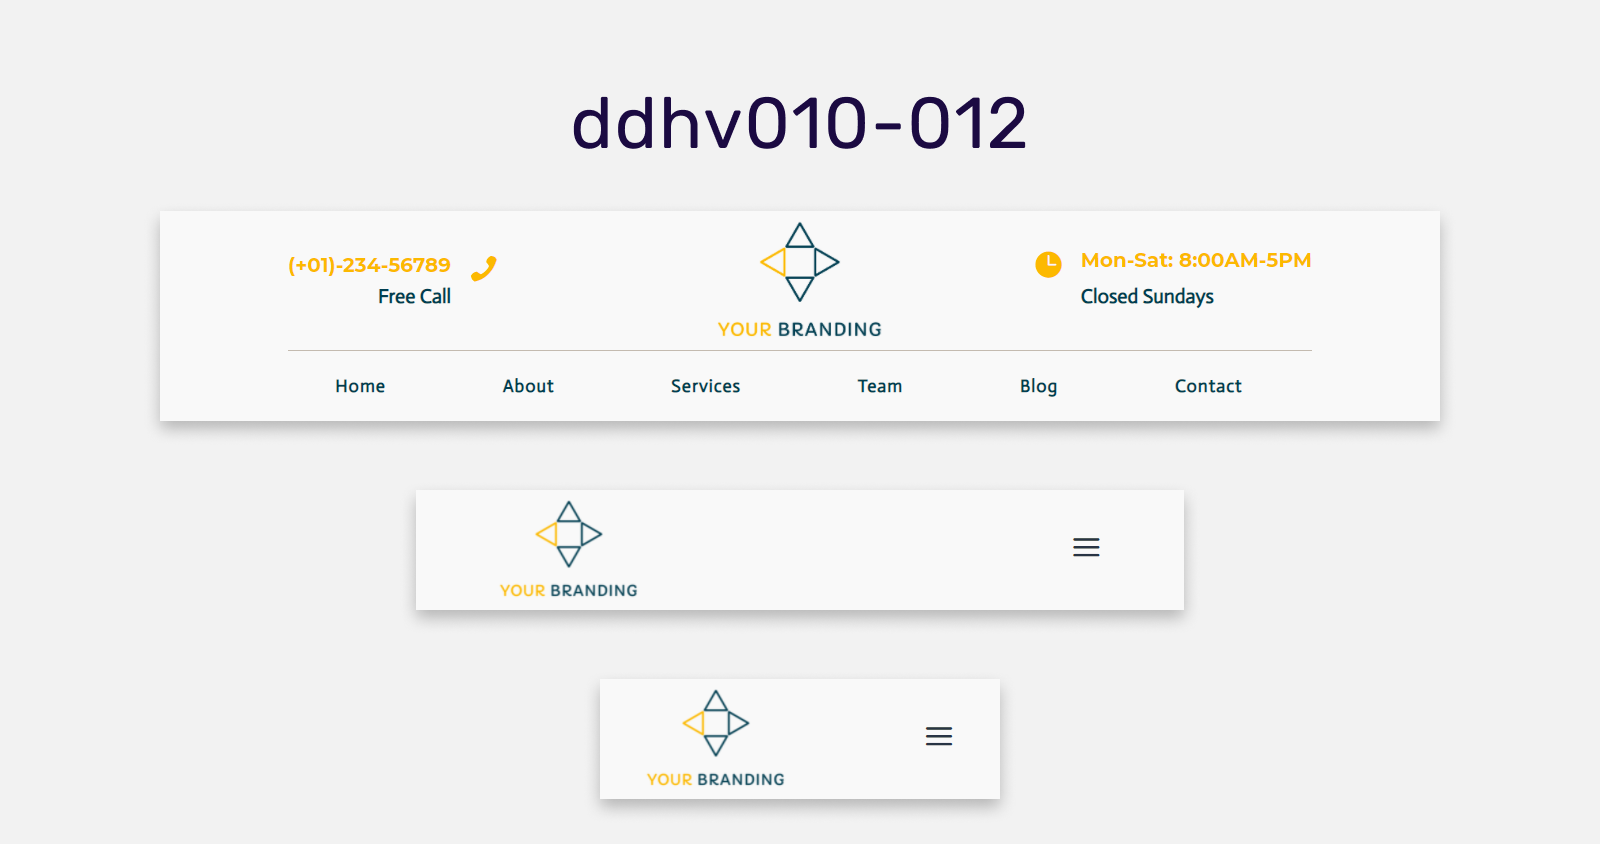 ddhv010-012
(+01)-234-56789
Free Call
YOUR BRANDING
Mon-Sat: 8:00AM-5PM
Closed Sundays
Home About Services Team Blog Contact
YOUR BRANDING
YOUR BRANDING